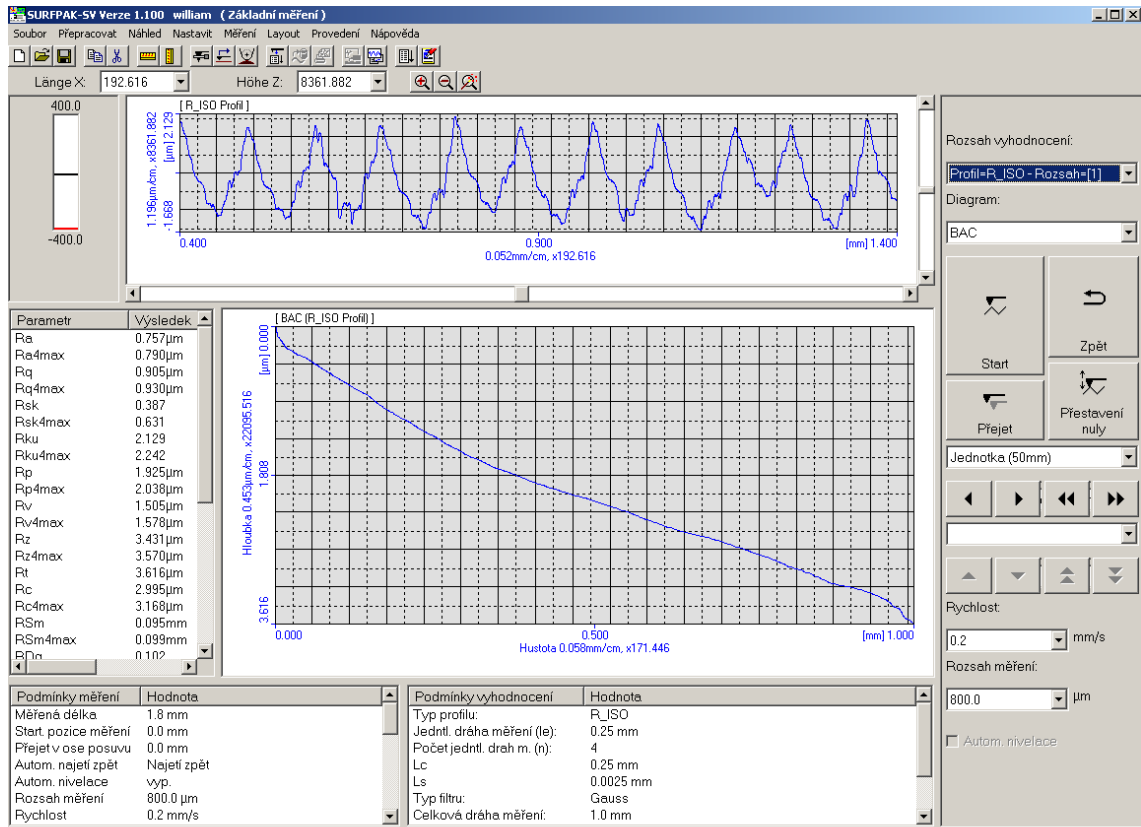 SURFPAK-SV Verze 1.100 william ( Základní měření )
Soubor Přepracovat Náhled Nastavit Měření Layout Provedení Nápověda
Länge X: 192.616 Höhe Z: 8361.882
400.0
-400.0
[ R_ISO Profil ]
1.196µm/cm, x8361.882
-1.668 [µm] 2.129
0.400 0.900 [mm] 1.400
0.052mm/cm, x192.616
Parametr Výsledek
Ra 0.757µm
Ra4max 0.790µm
Rq 0.905µm
Rq4max 0.930µm
Rsk 0.387
Rsk4max 0.631
Rku 2.129
Rku4max 2.242
Rp 1.925µm
Rp4max 2.038µm
Rv 1.505µm
Rv4max 1.578µm
Rz 3.431µm
Rz4max 3.570µm
Rt 3.616µm
Rc 2.995µm
Rc4max 3.168µm
RSm 0.095mm
RSm4max 0.099mm
RDq 0.102
[ BAC (R_ISO Profil) ]
Hloubka 0.453µm/cm, x22095.516
3.616 1.808 [µm] 0.000
0.000 0.500 [mm] 1.000
Hustota 0.058mm/cm, x171.446
Podmínky měření Hodnota
Měřená délka 1.8 mm
Start. pozice měření 0.0 mm
Přejet v ose posuvu 0.0 mm
Autom. najetí zpět Najetí zpět
Autom. nivelace vyp.
Rozsah měření 800.0 µm
Rychlost 0.2 mm/s
Podmínky vyhodnocení Hodnota
Typ profilu: R_ISO
Jedntl. dráha měření (le): 0.25 mm
Počet jedntl. drah m. (n): 4
Lc 0.25 mm
Ls 0.0025 mm
Typ filtru: Gauss
Celková dráha měření: 1.0 mm
Rozsah vyhodnocení:
Profil=R_ISO - Rozsah=[1]
Diagram:
BAC
Start
Zpět
Přejet
Přestavení
nuly
Jednotka (50mm)
Rychlost:
0.2 mm/s
Rozsah měření:
800.0 µm
Autom. nivelace